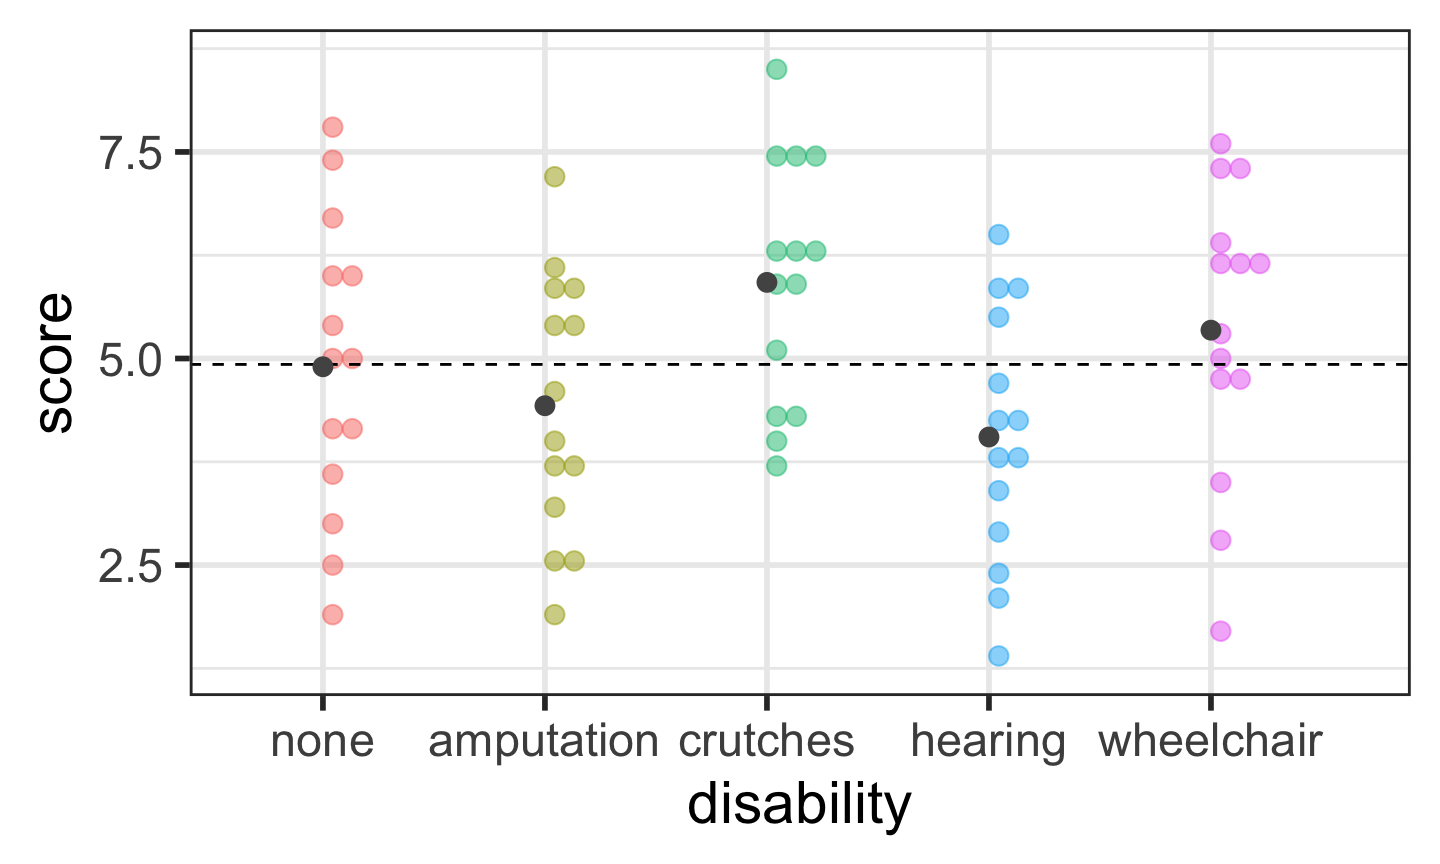 score
7.5
5.0
2.5
none amputation crutches hearing wheelchair
disability